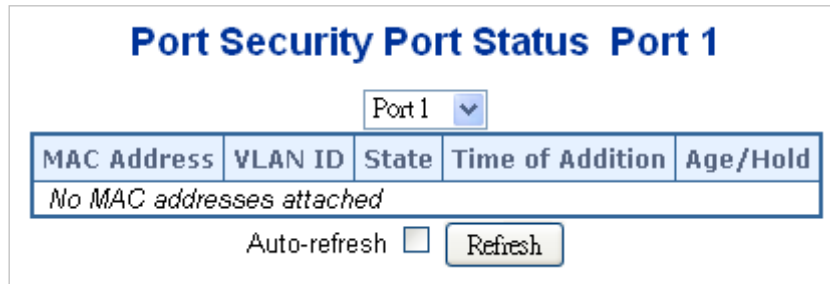 Port Security Port Status Port 1
Port 1
MAC Address VLAN ID State Time of Addition Age/Hold
No MAC addresses attached
Auto-refresh Refresh